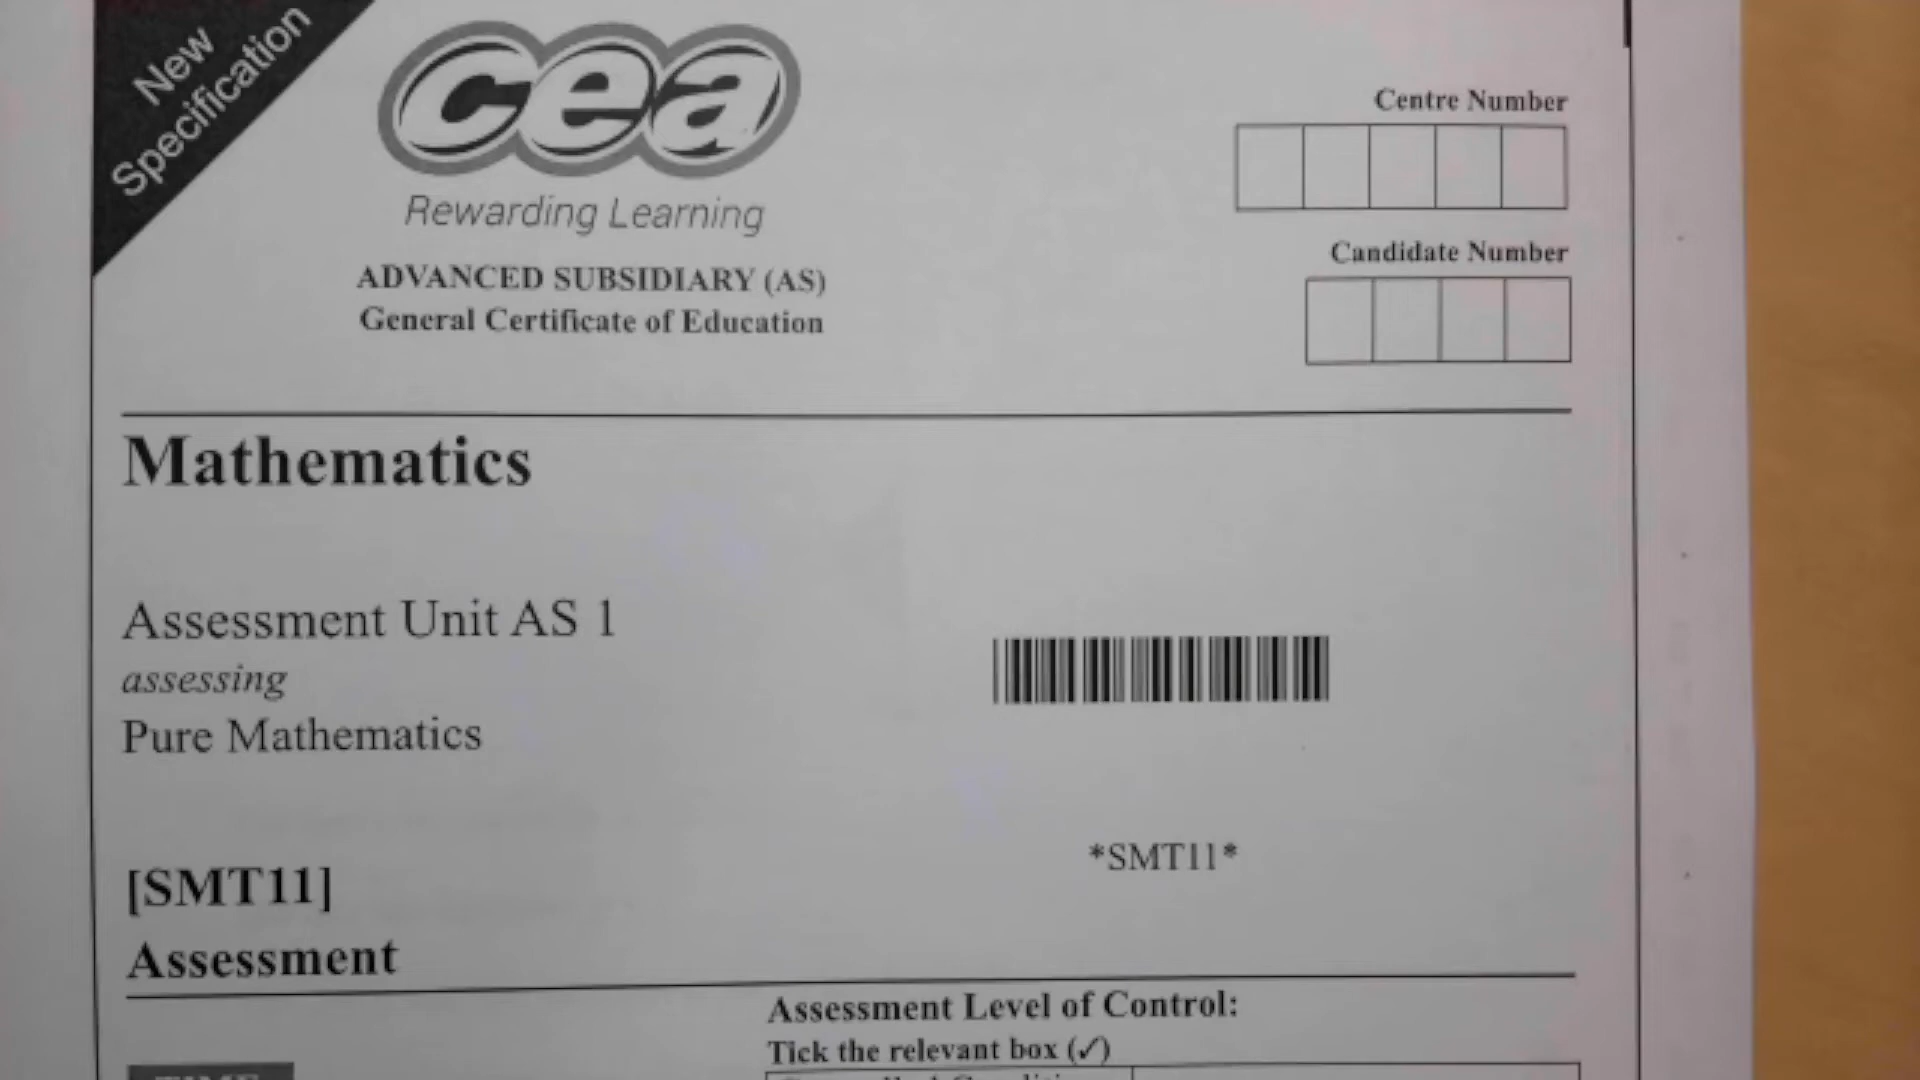 New
Specification
cea
Rewarding Learning
ADVANCED SUBSIDIARY (AS)
General Certificate of Education
Centre Number
Candidate Number
Mathematics
Assessment Unit AS 1
assessing
Pure Mathematics
*SMT11*
[SMT11]
Assessment
Assessment Level of Control:
Tick the relevant box (✓)
TIME